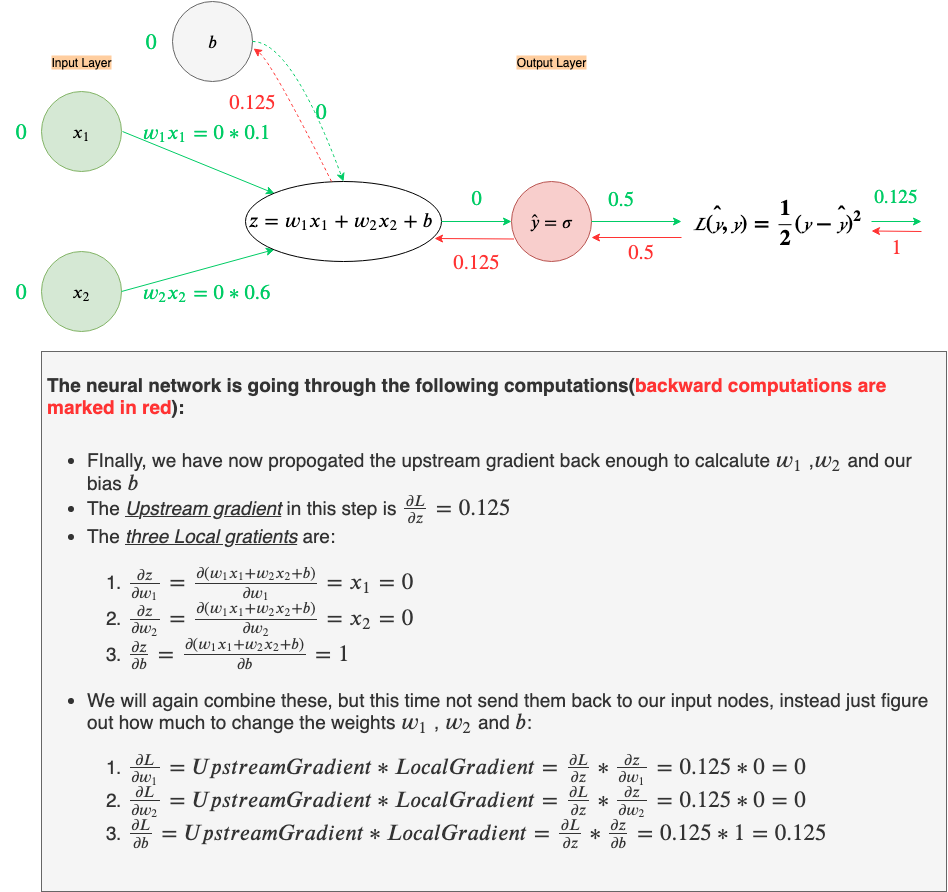 0
b
Input Layer
Output Layer
0.125
0
0
x₁
w₁x₁ = 0 * 0.1
z = w₁x₁ + w₂x₂ + b
0
ŷ = σ
0.5
ℒ(ŷ, y) = 1/2(y − ŷ)²
0.125
0.125
0.5
1
0
x₂
w₂x₂ = 0 * 0.6
The neural network is going through the following computations(backward computations are
marked in red):
• FInally, we have now propogated the upstream gradient back enough to calcalute w₁ ,w₂ and our
bias b
• The Upstream gradient in this step is ∂L/∂z = 0.125
• The three Local gratients are:
1. ∂z/∂w₁ = ∂(w₁x₁+w₂x₂+b)/∂w₁ = x₁ = 0
2. ∂z/∂w₂ = ∂(w₁x₁+w₂x₂+b)/∂w₂ = x₂ = 0
3. ∂z/∂b = ∂(w₁x₁+w₂x₂+b)/∂b = 1
• We will again combine these, but this time not send them back to our input nodes, instead just figure
out how much to change the weights w₁ , w₂ and b:
1. ∂L/∂w₁ = UpstreamGradient * LocalGradient = ∂L/∂z * ∂z/∂w₁ = 0.125 * 0 = 0
2. ∂L/∂w₂ = UpstreamGradient * LocalGradient = ∂L/∂z * ∂z/∂w₂ = 0.125 * 0 = 0
3. ∂L/∂b = UpstreamGradient * LocalGradient = ∂L/∂z * ∂z/∂b = 0.125 * 1 = 0.125